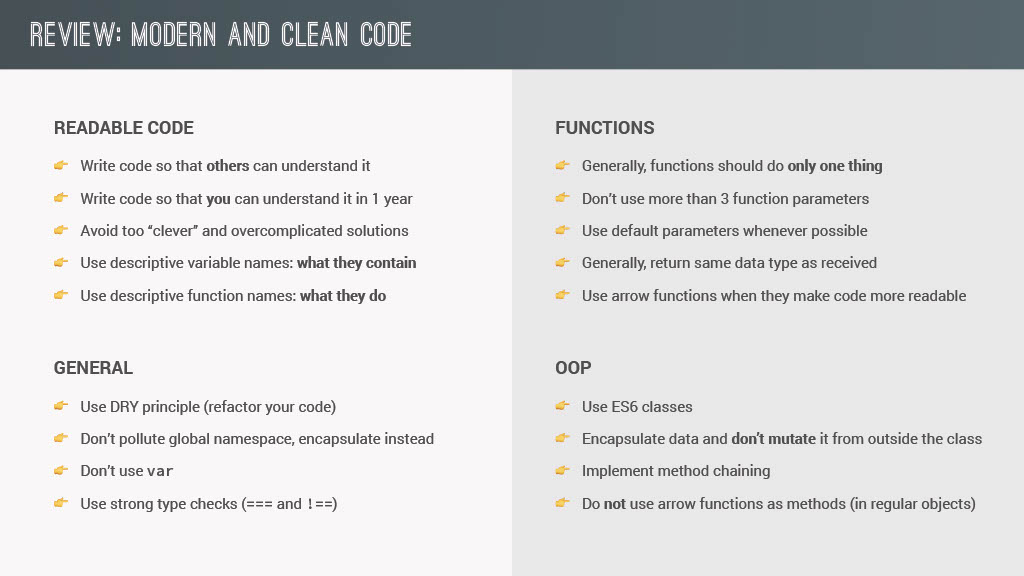 REVIEW: MODERN AND CLEAN CODE
READABLE CODE
Write code so that others can understand it
Write code so that you can understand it in 1 year
Avoid too “clever” and overcomplicated solutions
Use descriptive variable names: what they contain
Use descriptive function names: what they do
GENERAL
Use DRY principle (refactor your code)
Don’t pollute global namespace, encapsulate instead
Don’t use var
Use strong type checks (=== and !==)
FUNCTIONS
Generally, functions should do only one thing
Don’t use more than 3 function parameters
Use default parameters whenever possible
Generally, return same data type as received
Use arrow functions when they make code more readable
OOP
Use ES6 classes
Encapsulate data and don’t mutate it from outside the class
Implement method chaining
Do not use arrow functions as methods (in regular objects)